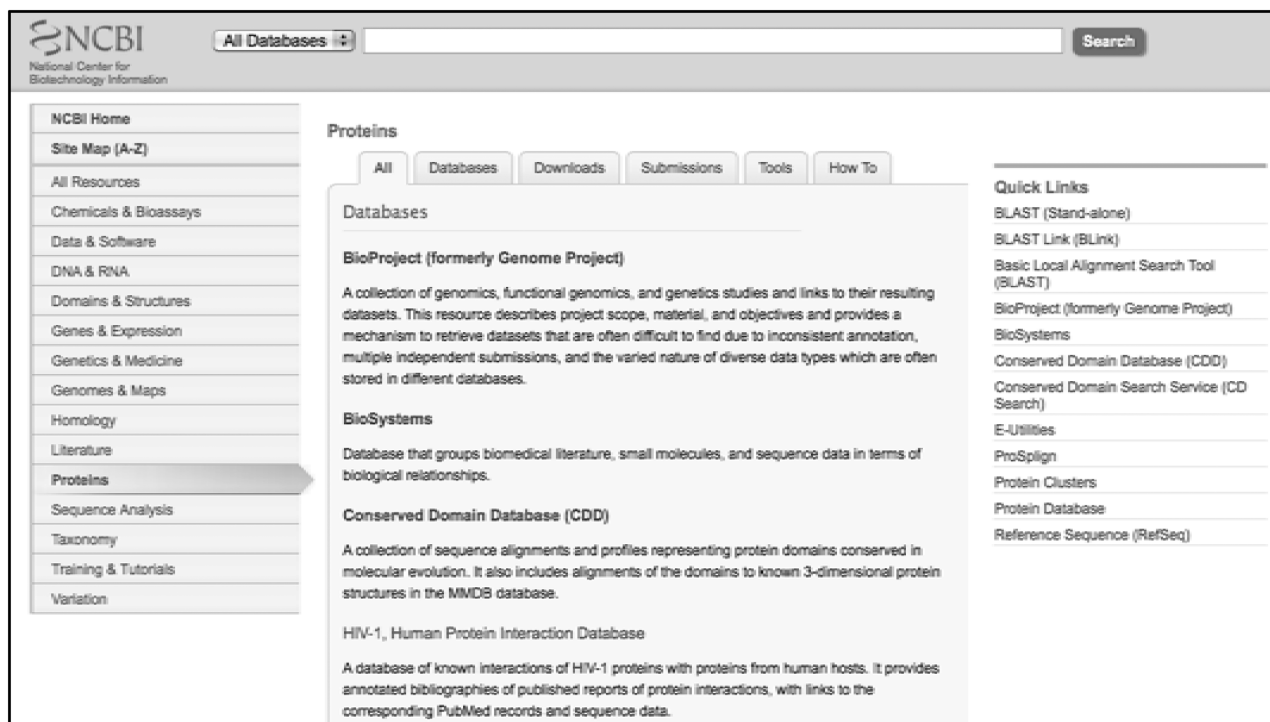 NCBI
National Center for
Biotechnology Information
All Databases
Search
NCBI Home
Site Map (A-Z)
All Resources
Chemicals & Bioassays
Data & Software
DNA & RNA
Domains & Structures
Genes & Expression
Genetics & Medicine
Genomes & Maps
Homology
Literature
Proteins
Sequence Analysis
Taxonomy
Training & Tutorials
Variation
Proteins
All
Databases
Downloads
Submissions
Tools
How To
Databases
BioProject (formerly Genome Project)
A collection of genomics, functional genomics, and genetics studies and links to their resulting
datasets. This resource describes project scope, material, and objectives and provides a
mechanism to retrieve datasets that are often difficult to find due to inconsistent annotation,
multiple independent submissions, and the varied nature of diverse data types which are often
stored in different databases.
BioSystems
Database that groups biomedical literature, small molecules, and sequence data in terms of
biological relationships.
Conserved Domain Database (CDD)
A collection of sequence alignments and profiles representing protein domains conserved in
molecular evolution. It also includes alignments of the domains to known 3-dimensional protein
structures in the MMDB database.
HIV-1, Human Protein Interaction Database
A database of known interactions of HIV-1 proteins with proteins from human hosts. It provides
annotated bibliographies of published reports of protein interactions, with links to the
corresponding PubMed records and sequence data.
Quick Links
BLAST (Stand-alone)
BLAST Link (BLink)
Basic Local Alignment Search Tool
(BLAST)
BioProject (formerly Genome Project)
BioSystems
Conserved Domain Database (CDD)
Conserved Domain Search Service (CD
Search)
E-Utilities
ProSplign
Protein Clusters
Protein Database
Reference Sequence (RefSeq)